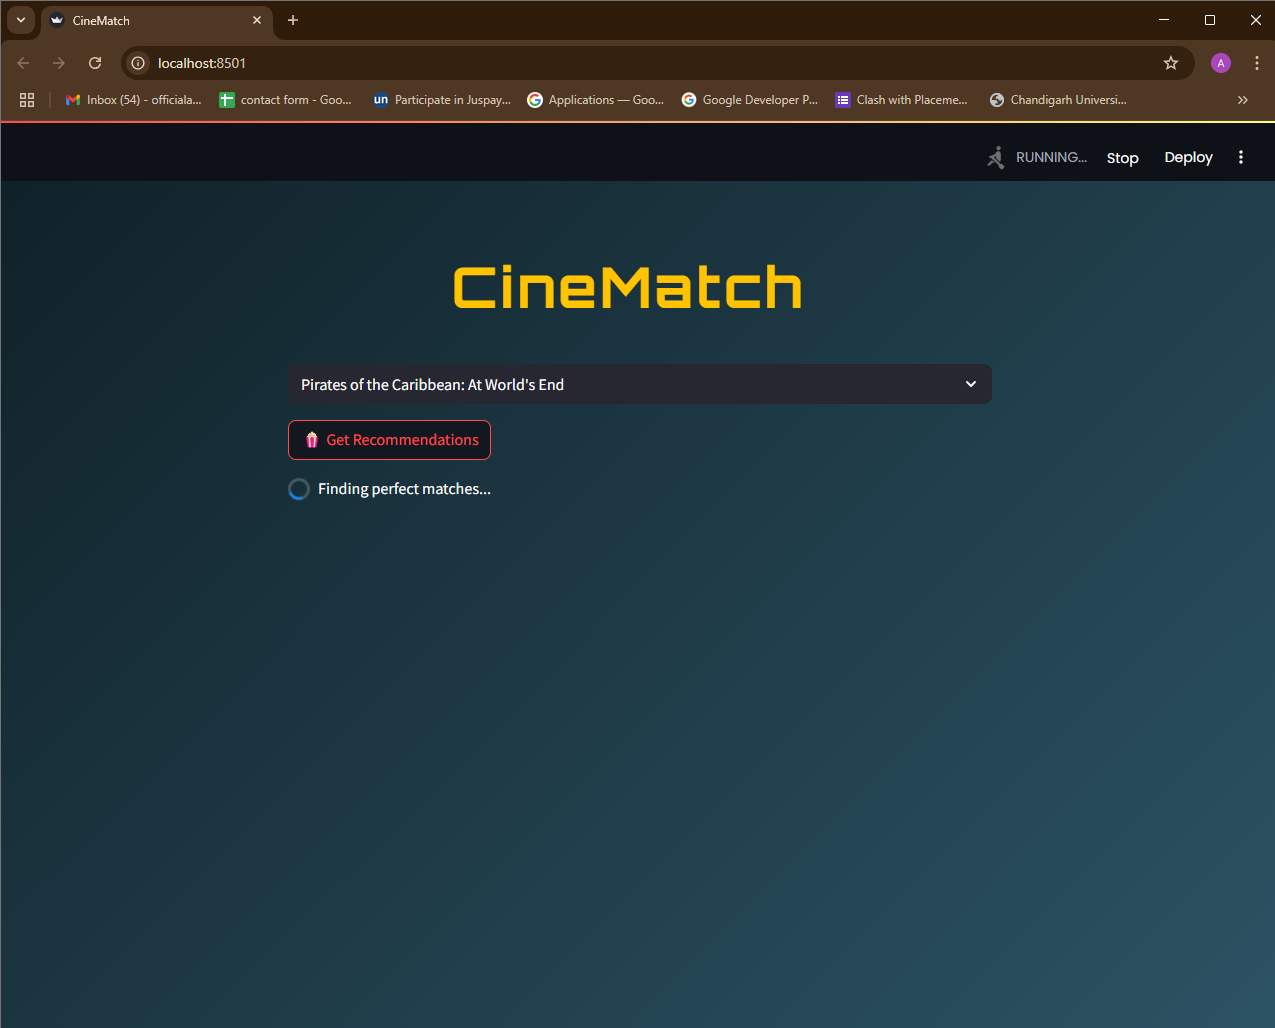 CineMatch
localhost:8501
A
Inbox (54) - officiala...
contact form - Goo...
un Participate in Juspay...
G Applications — Goo...
G Google Developer P...
Clash with Placeme...
Chandigarh Universi...
RUNNING...
Stop
Deploy
CineMatch
Pirates of the Caribbean: At World's End
Get Recommendations
Finding perfect matches...